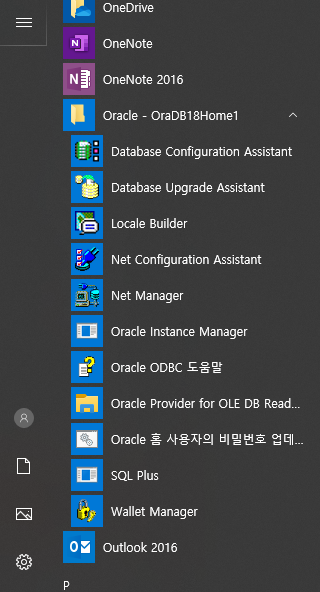 OneDrive
OneNote
OneNote 2016
Oracle - OraDB18Home1
Database Configuration Assistant
Database Upgrade Assistant
Locale Builder
Net Configuration Assistant
Net Manager
Oracle Instance Manager
Oracle ODBC 도움말
Oracle Provider for OLE DB Read...
Oracle 홈 사용자의 비밀번호 업데...
SQL Plus
Wallet Manager
Outlook 2016
P